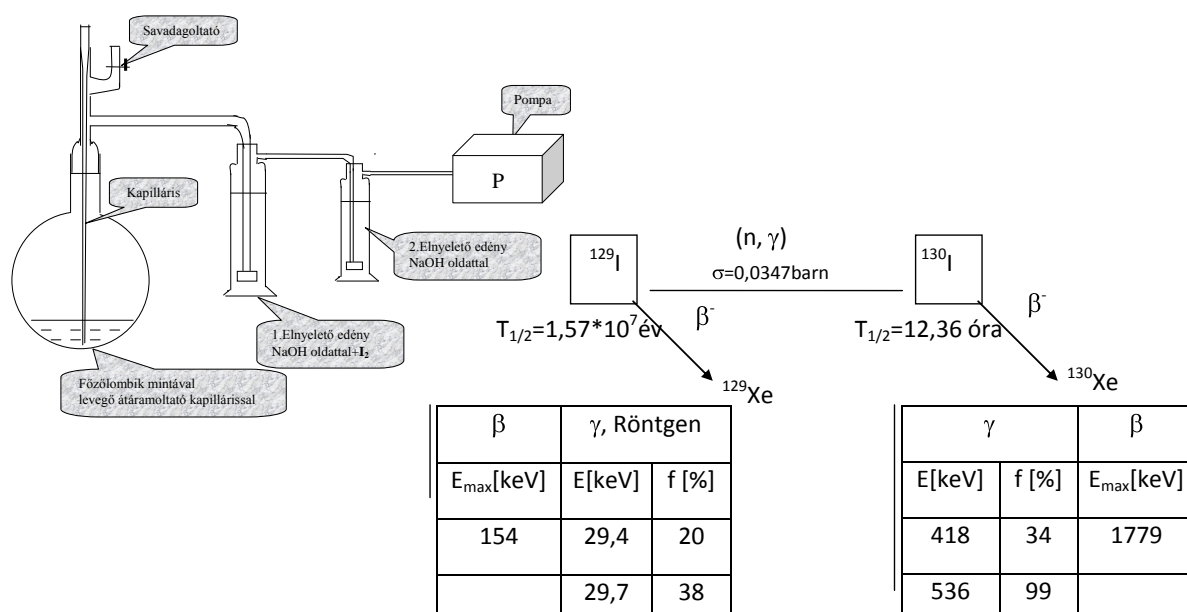 Savadagoltató
Pompa
P
Kapilláris
2.Elnyelető edény
NaOH oldattal
1.Elnyelető edény
NaOH oldattal+I₂
Főzőlombik mintával
levegő átáramoltató kapillárissal
¹²⁹I
(n, γ)
σ=0,0347barn
¹³⁰I
T₁/₂=1,57*10⁷év
β⁻
T₁/₂=12,36 óra
β⁻
¹²⁹Xe
¹³⁰Xe
β γ, Röntgen
Emax[keV] E[keV] f [%]
154 29,4 20
29,7 38
γ β
E[keV] f [%] Emax[keV]
418 34 1779
536 99